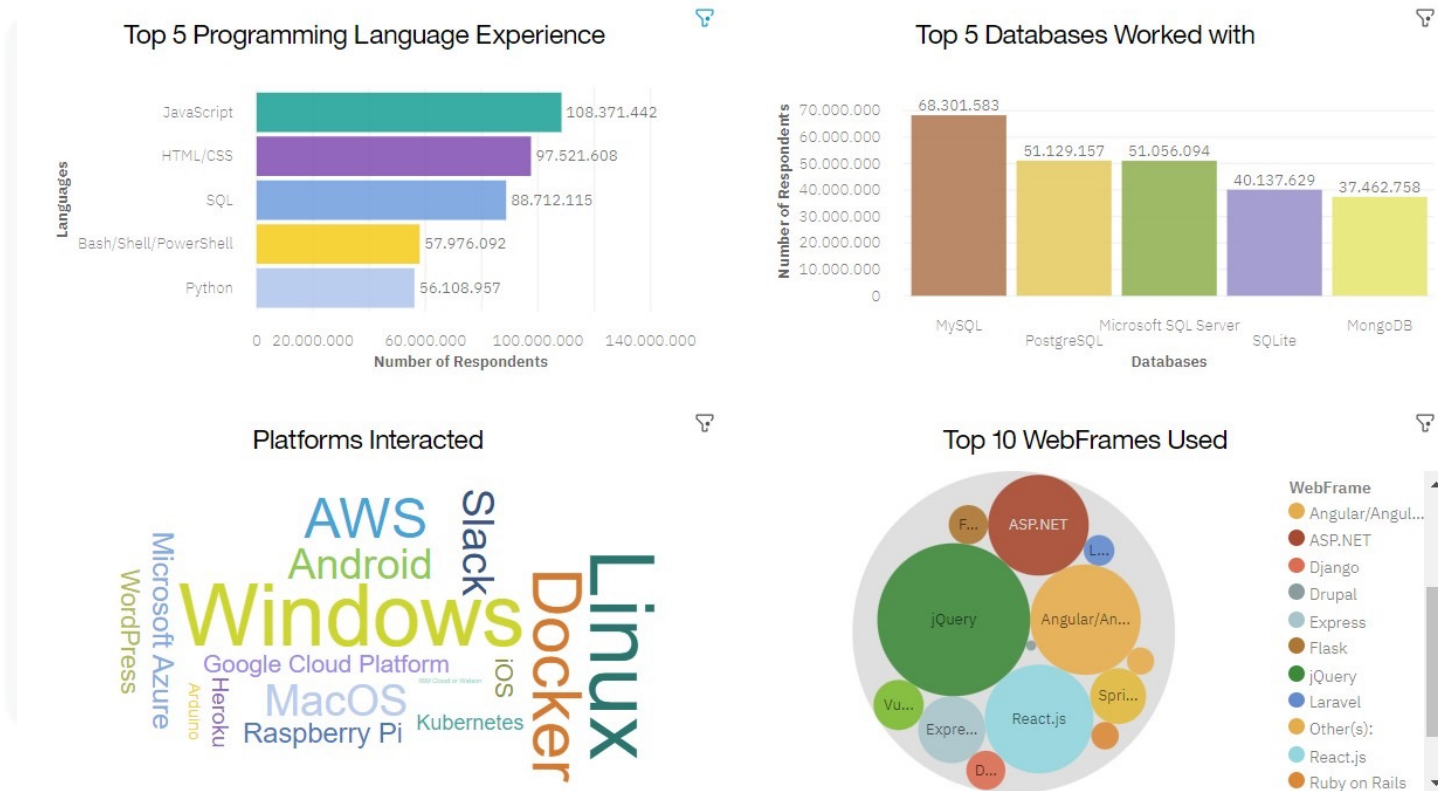 Top 5 Programming Language Experience
Languages
JavaScript
108.371.442
HTML/CSS
97.521.608
SQL
88.712.115
Bash/Shell/PowerShell
57.976.092
Python
56.108.957
0 20.000.000 60.000.000 100.000.000 140.000.000
Number of Respondents
Top 5 Databases Worked with
Number of Respondents
70.000.000
60.000.000
50.000.000
40.000.000
30.000.000
20.000.000
10.000.000
0
68.301.583
51.129.157
51.056.094
40.137.629
37.462.758
MySQL
PostgreSQL
Microsoft SQL Server
SQLite
MongoDB
Databases
Platforms Interacted
AWS
Slack
Android
Microsoft Azure
WordPress
Windows
Docker
Linux
Google Cloud Platform
iOS
IBM Cloud or Watson
Arduino
Heroku
MacOS
Raspberry Pi
Kubernetes
Top 10 WebFrames Used
F...
ASP.NET
L...
jQuery
Angular/An...
Vu...
Expre...
React.js
Spri...
D...
WebFrame
Angular/Angul...
ASP.NET
Django
Drupal
Express
Flask
jQuery
Laravel
Other(s):
React.js
Ruby on Rails